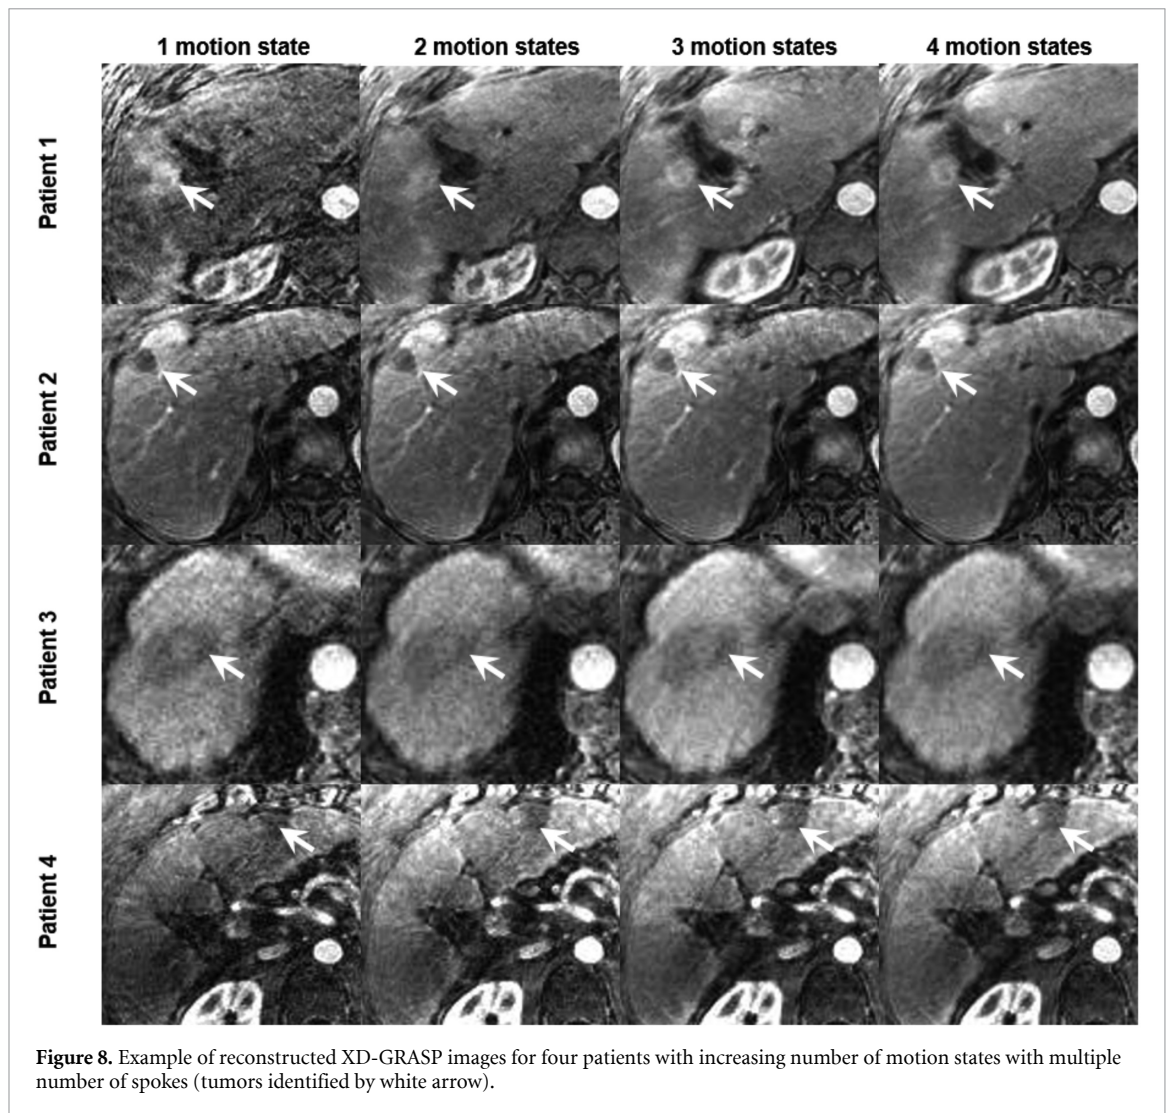 1 motion state 2 motion states 3 motion states 4 motion states
Patient 1
Patient 2
Patient 3
Patient 4
Figure 8. Example of reconstructed XD-GRASP images for four patients with increasing number of motion states with multiple
number of spokes (tumors identified by white arrow).